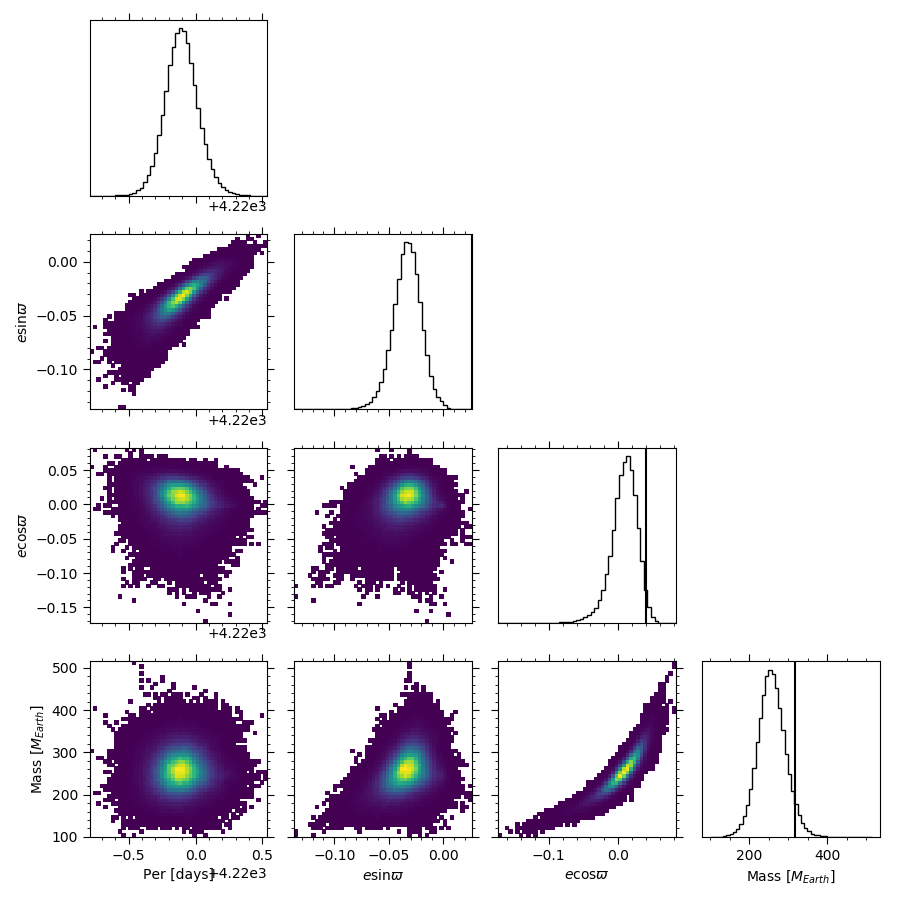 +4.22e3
0.00
−0.05
−0.10
esinϖ
+4.22e3
0.05
0.00
−0.05
−0.10
−0.15
ecosϖ
+4.22e3
500
400
300
200
100
Mass [M_Earth]
−0.5 0.0 0.5 −0.10 −0.05 0.00 −0.1 0.0 200 400
Per [days] +4.22e3 esinϖ ecosϖ Mass [M_Earth]